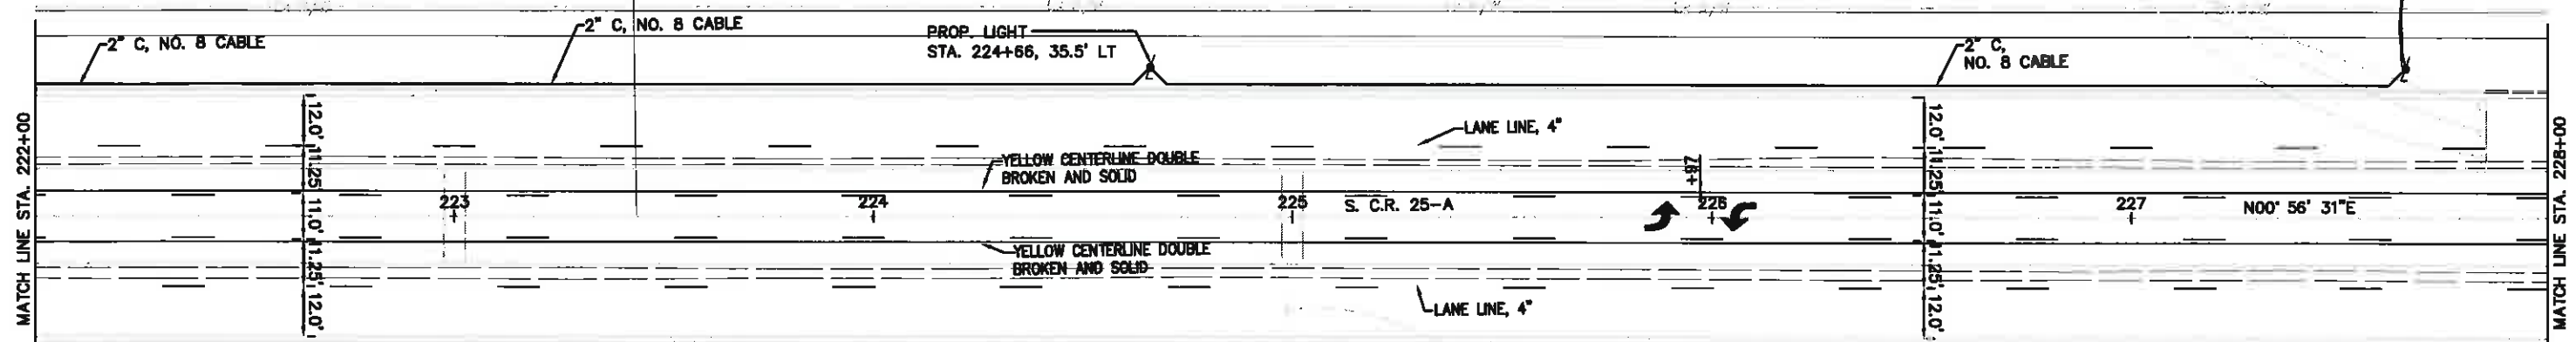 MATCH LINE STA. 222+00
2" C, NO. 8 CABLE
2" C, NO. 8 CABLE
PROP. LIGHT
STA. 224+66, 35.5' LT
2" C,
NO. 8 CABLE
12.0'
11.25'
11.0'
11.25'
12.0'
LANE LINE, 4"
YELLOW CENTERLINE DOUBLE
BROKEN AND SOLID
223
224
225
S. C.R. 25-A
+97
226
12.0'
11.25'
11.0'
11.25'
12.0'
227
N00° 56' 31"E
YELLOW CENTERLINE DOUBLE
BROKEN AND SOLID
LANE LINE, 4"
MATCH LINE STA. 228+00